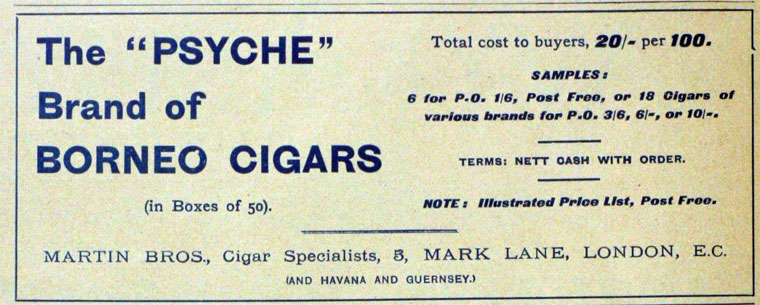 The "PSYCHE"
Brand of
BORNEO CIGARS
(in Boxes of 50).
Total cost to buyers, 20/- per 100.
SAMPLES:
6 for P.O. 1/6, Post Free, or 18 Cigars of
various brands for P.O. 3/6, 6/-, or 10/-.
TERMS: NETT CASH WITH ORDER.
NOTE: Illustrated Price List, Post Free.
MARTIN BROS., Cigar Specialists, 3, MARK LANE, LONDON, E.C.
(AND HAVANA AND GUERNSEY.)